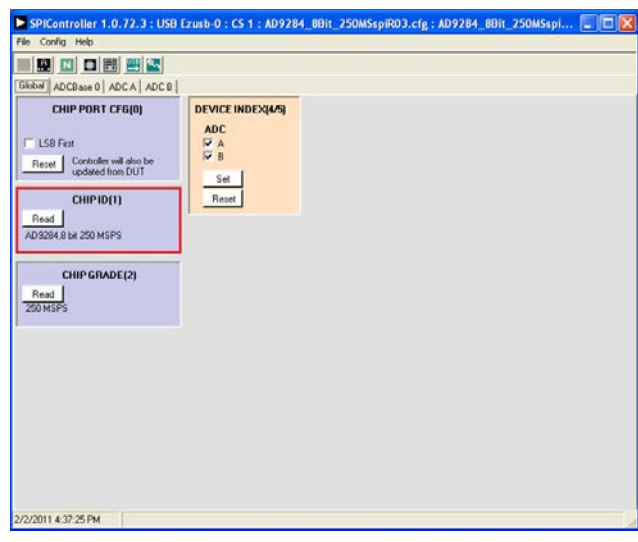 SPIController 1.0.72.3 : USB Ezusb-0 : CS 1 : AD9284_8Bit_250MSspiR03.cfg : AD9284_8Bit_250MSspi...
File Config Help
N
Global ADCBase 0 ADC A ADC B
CHIP PORT CFG(0)
LSB First
Reset
Controller will also be
updated from DUT
CHIP ID(1)
Read
AD9284,8 bit 250 MSPS
CHIP GRADE(2)
Read
250 MSPS
DEVICE INDEX(4/5)
ADC
A
B
Set
Reset
2/2/2011 4:37:25 PM